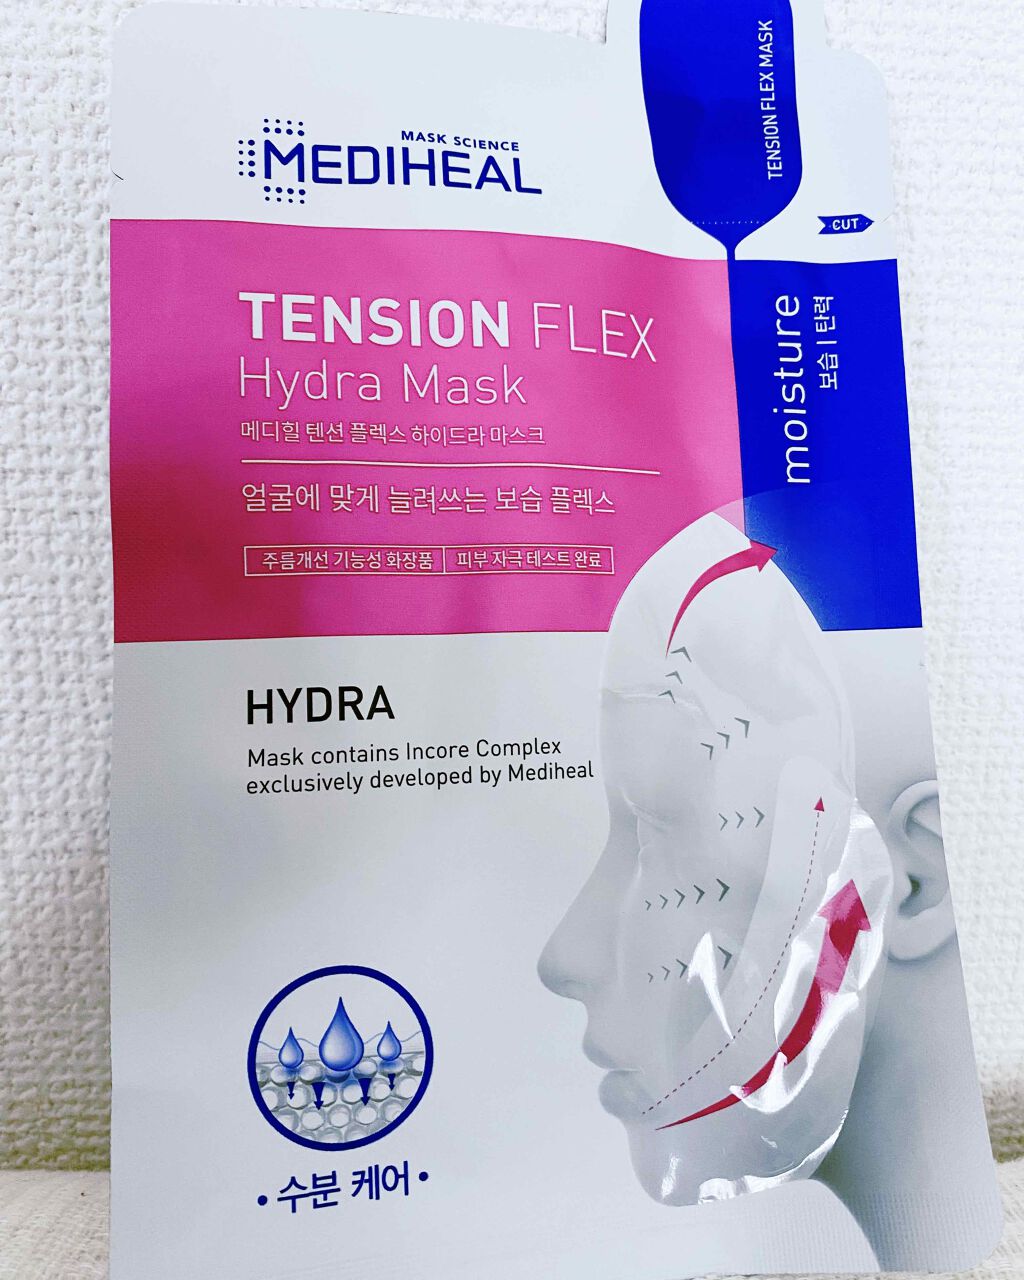 MASK SCIENCE
MEDIHEAL
TENSION FLEX MASK
CUT
TENSION FLEX
Hydra Mask
메디힐 텐션 플렉스 하이드라 마스크
얼굴에 맞게 늘려쓰는 보습 플렉스
주름개선 기능성 화장품 | 피부 자극 테스트 완료
moisture
보습 | 탄력
HYDRA
Mask contains Incore Complex
exclusively developed by Mediheal
• 수분 케어 •